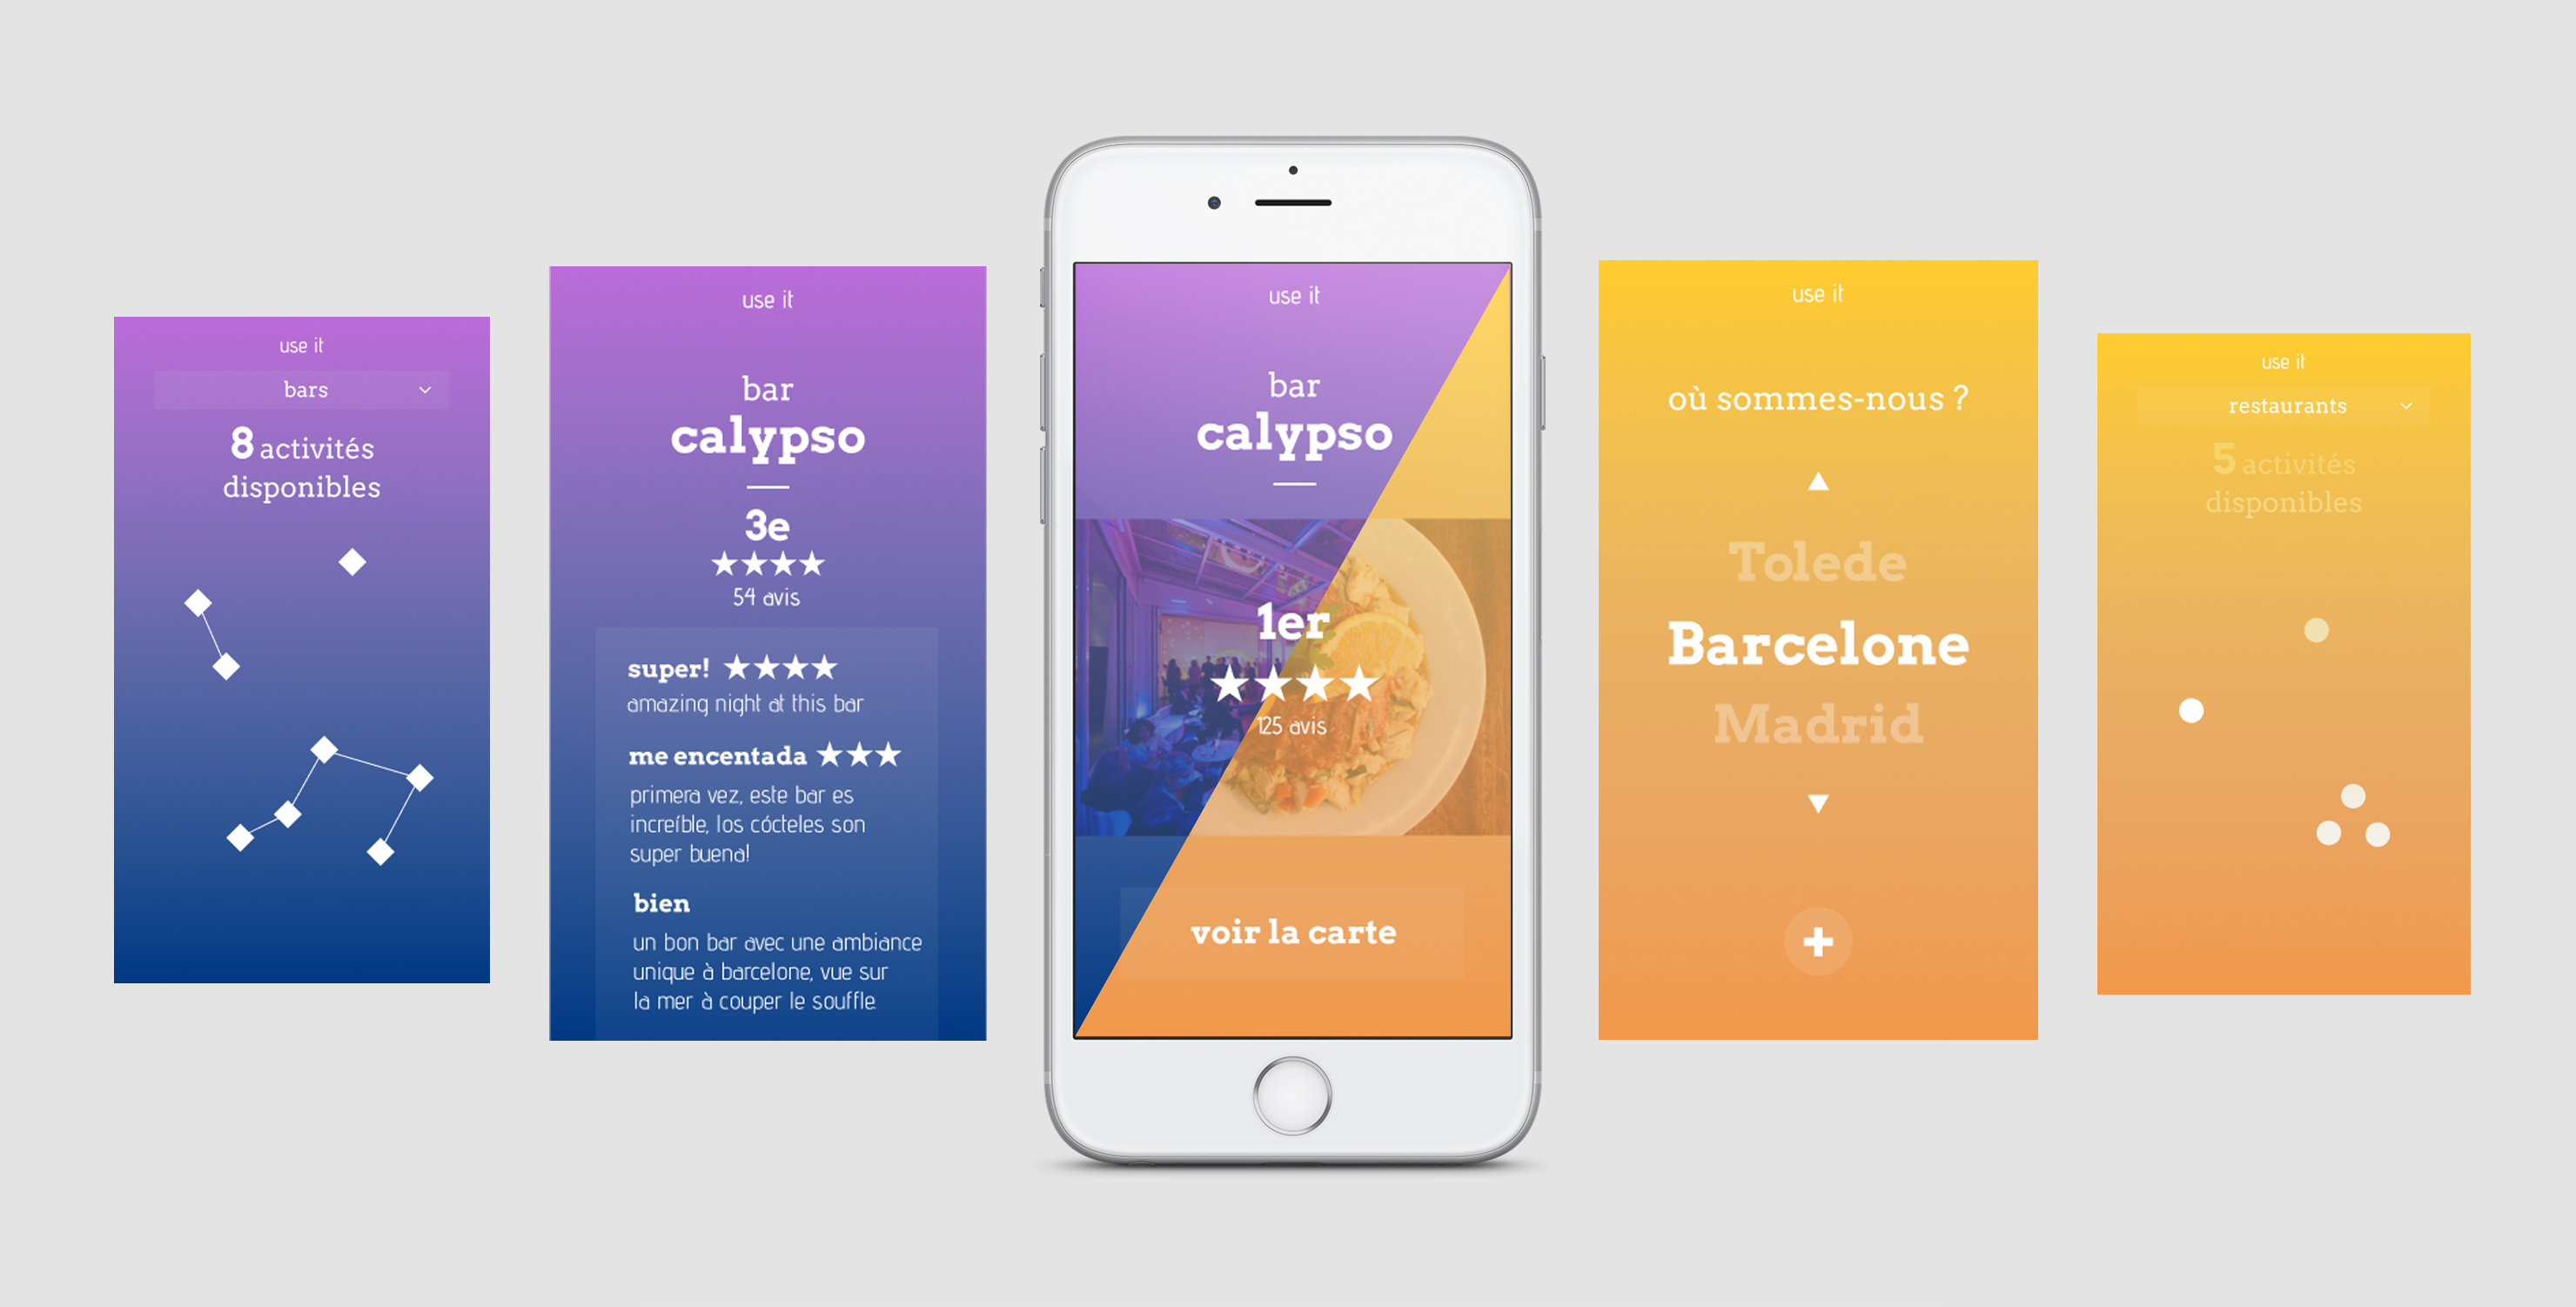 use it
bars
8 activités
disponibles
use it
bar
calypso
3e
54 avis
super!
amazing night at this bar
me encentada
primera vez, este bar es
increíble, los cócteles son
super buena!
bien
un bon bar avec une ambiance
unique à barcelone, vue sur
la mer à couper le souffle.
use it
bar
calypso
1er
125 avis
voir la carte
use it
où sommes-nous ?
Tolede
Barcelone
Madrid
use it
restaurants
5 activités
disponibles